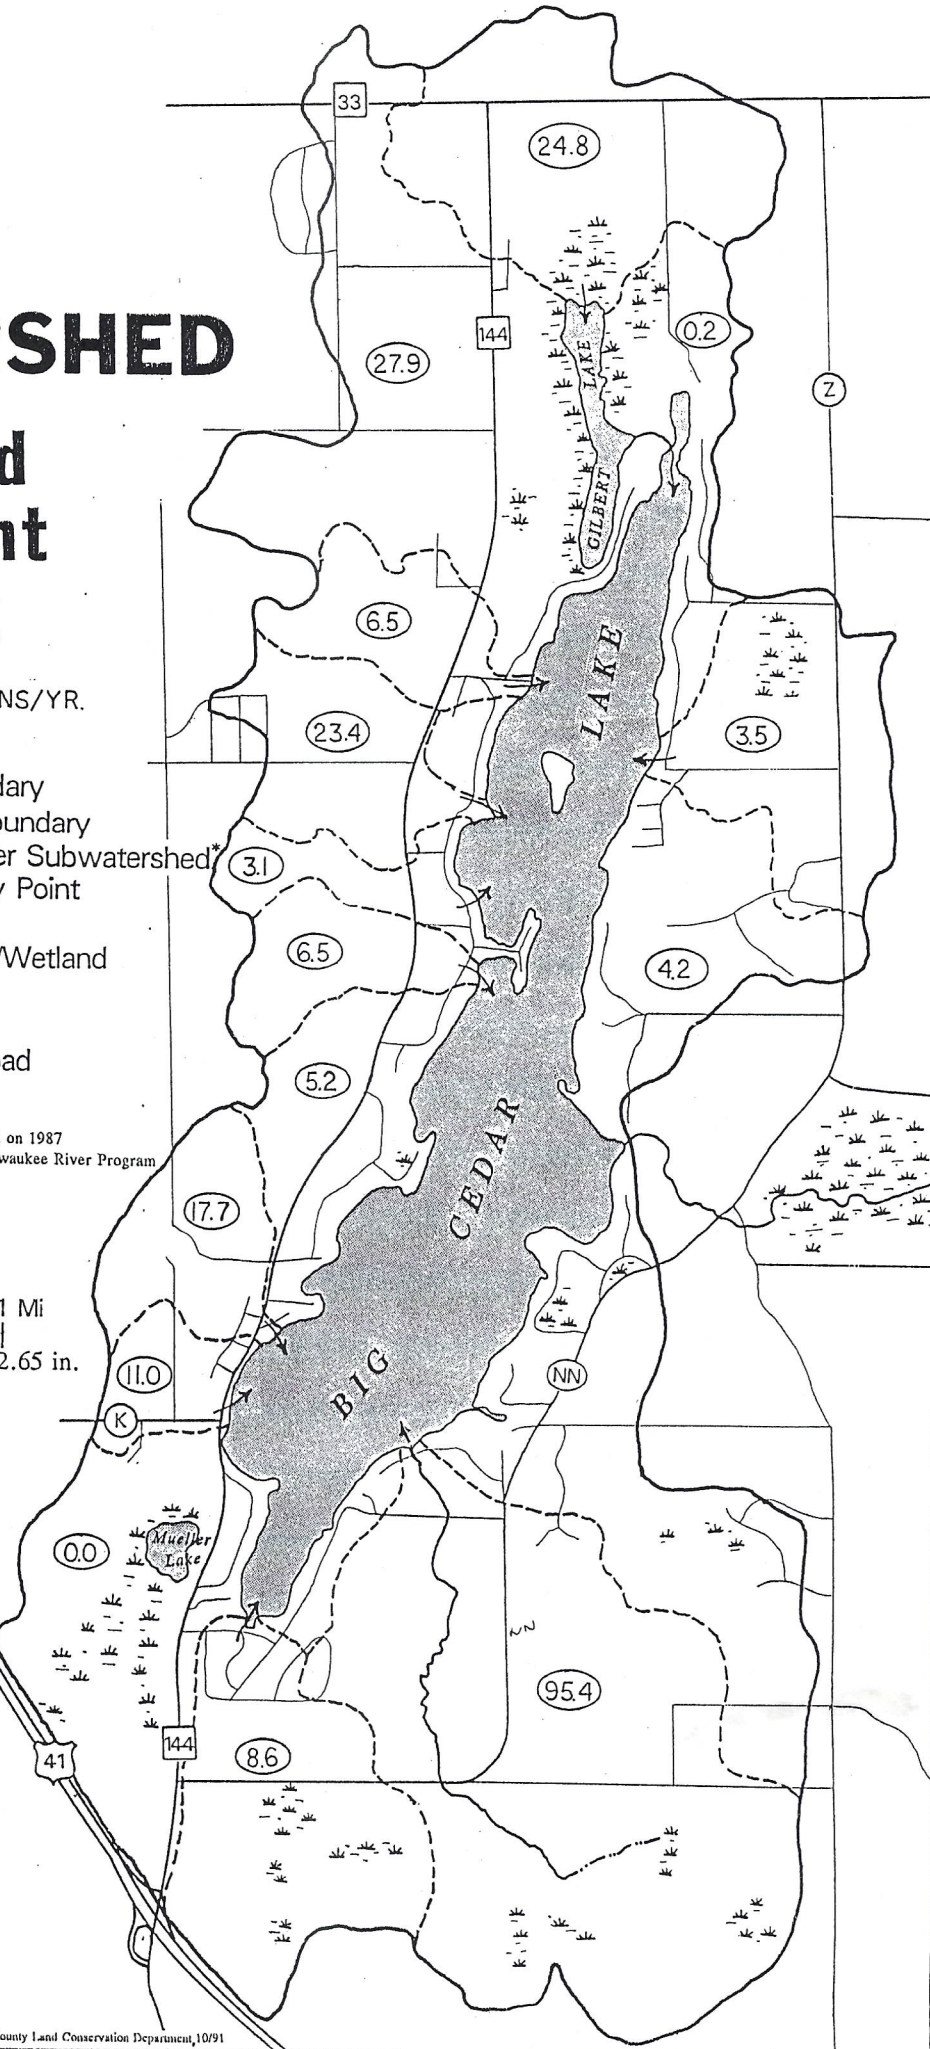 33
24.8
SHED
144
0.2
27.9
Z
LAKE
GILBERT
d
nt
6.5
LAKE
NS/YR.
23.4
3.5
dary
oundary
er Subwatershed*
y Point
3.1
6.5
/Wetland
4.2
5.2
oad
CEDAR
on 1987
waukee River Program
17.7
1 Mi
2.65 in.
11.0
NN
BIG
K
0.0
Mueller
Lake
NN
95.4
144
41
8.6
ounty Land Conservation Department, 10/91